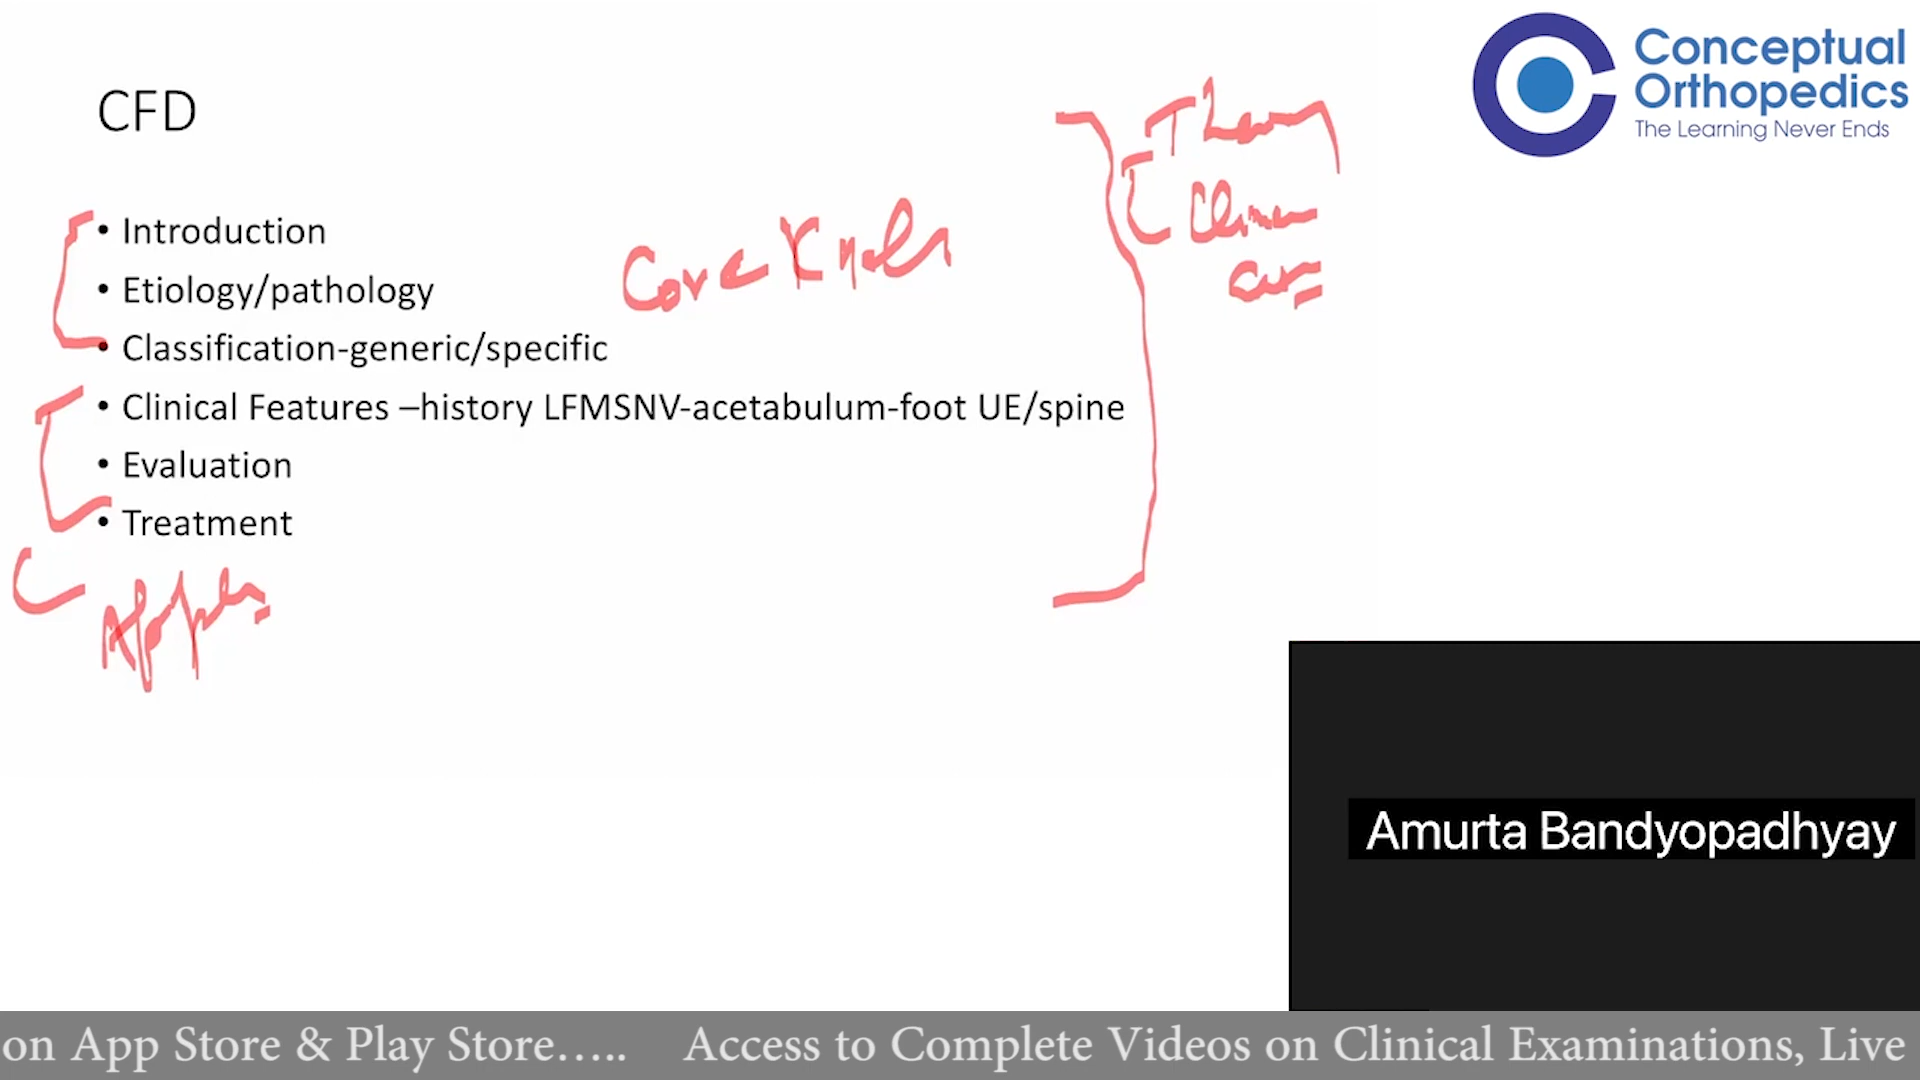 Conceptual
Orthopedics
The Learning Never Ends
CFD
Theory
Core
• Introduction
• Etiology/pathology
• Classification-generic/specific
• Clinical Features –history LFMSNV-acetabulum-foot UE/spine
• Evaluation
• Treatment
Amurta Bandyopadhyay
on App Store & Play Store.....    Access to Complete Videos on Clinical Examinations, Live